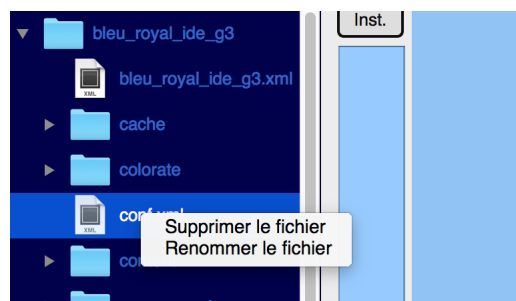 bleu_royal_ide_g3
Inst.
XML
bleu_royal_ide_g3.xml
cache
colorate
XML
conf.xml
Supprimer le fichier
Renommer le fichier